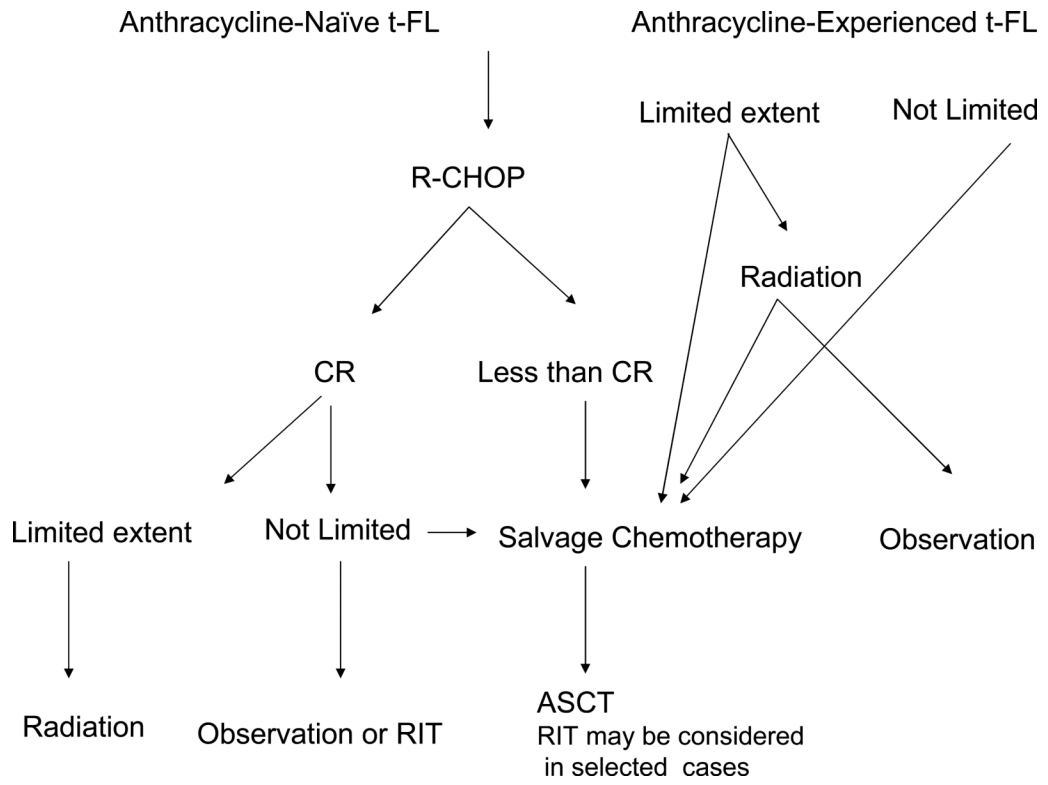 Anthracycline-Naïve t-FL
Anthracycline-Experienced t-FL
Limited extent
Not Limited
R-CHOP
Radiation
CR
Less than CR
Limited extent
Not Limited
Salvage Chemotherapy
Observation
Radiation
Observation or RIT
ASCT
RIT may be considered
in selected cases